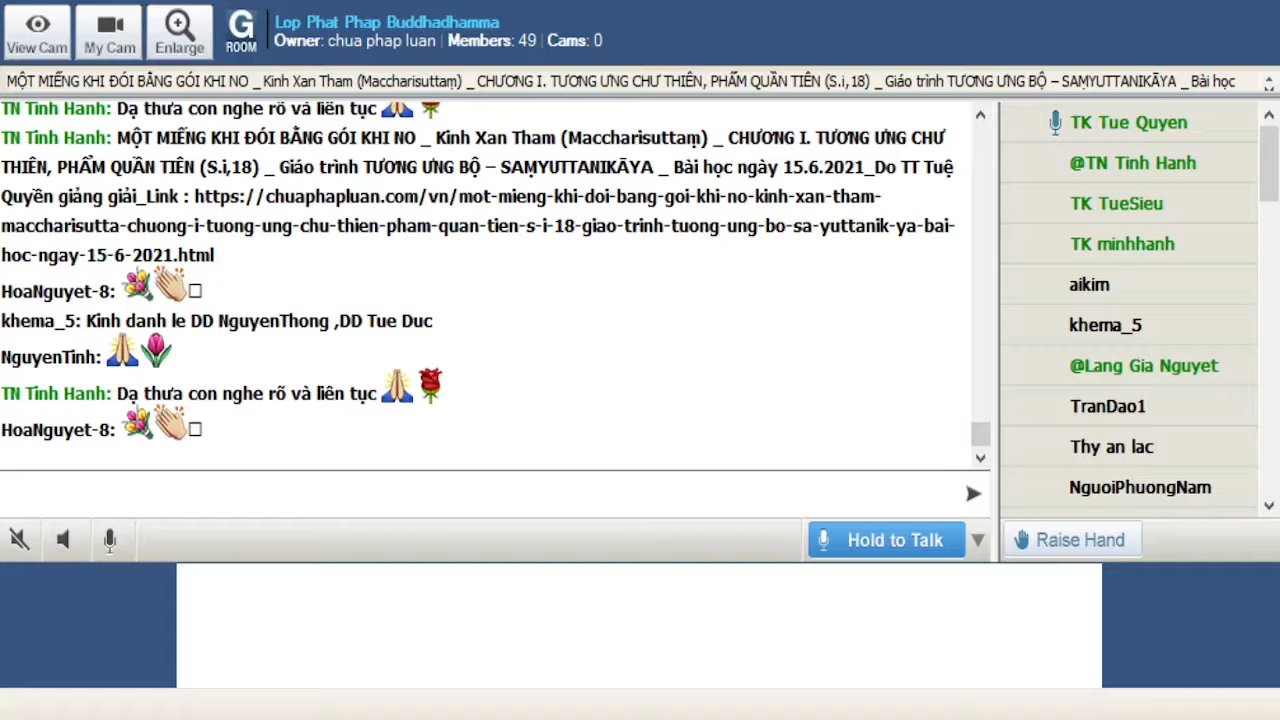 View Cam
My Cam
Enlarge
G
ROOM
Lop Phat Phap Buddhadhamma
Owner: chua phap luan | Members: 49 | Cams: 0
MỘT MIẾNG KHI ĐÓI BẰNG GÓI KHI NO _ Kinh Xan Tham (Maccharisuttaṃ) _ CHƯƠNG I. TƯƠNG ƯNG CHƯ THIÊN, PHẨM QUẦN TIÊN (S.i,18) _ Giáo trình TƯƠNG ƯNG BỘ – SAṂYUTTANIKĀYA _ Bài học
TN Tinh Hanh: Dạ thưa con nghe rõ và liên tục
TN Tinh Hanh: MỘT MIẾNG KHI ĐÓI BẰNG GÓI KHI NO _ Kinh Xan Tham (Maccharisuttaṃ) _ CHƯƠNG I. TƯƠNG ƯNG CHƯ
THIÊN, PHẨM QUẦN TIÊN (S.i,18) _ Giáo trình TƯƠNG ƯNG BỘ – SAṂYUTTANIKĀYA _ Bài học ngày 15.6.2021_Do TT Tuệ
Quyền giảng giải_Link : https://chuaphapluan.com/vn/mot-mieng-khi-doi-bang-goi-khi-no-kinh-xan-tham-
maccharisutta-chuong-i-tuong-ung-chu-thien-pham-quan-tien-s-i-18-giao-trinh-tuong-ung-bo-sa-yuttanik-ya-bai-
hoc-ngay-15-6-2021.html
HoaNguyet-8:
khema_5: Kinh danh le DD NguyenThong ,DD Tue Duc
NguyenTinh:
TN Tinh Hanh: Dạ thưa con nghe rõ và liên tục
HoaNguyet-8:
TK Tue Quyen
@TN Tinh Hanh
TK TueSieu
TK minhhanh
aikim
khema_5
@Lang Gia Nguyet
TranDao1
Thy an lac
NguoiPhuongNam
Hold to Talk
Raise Hand